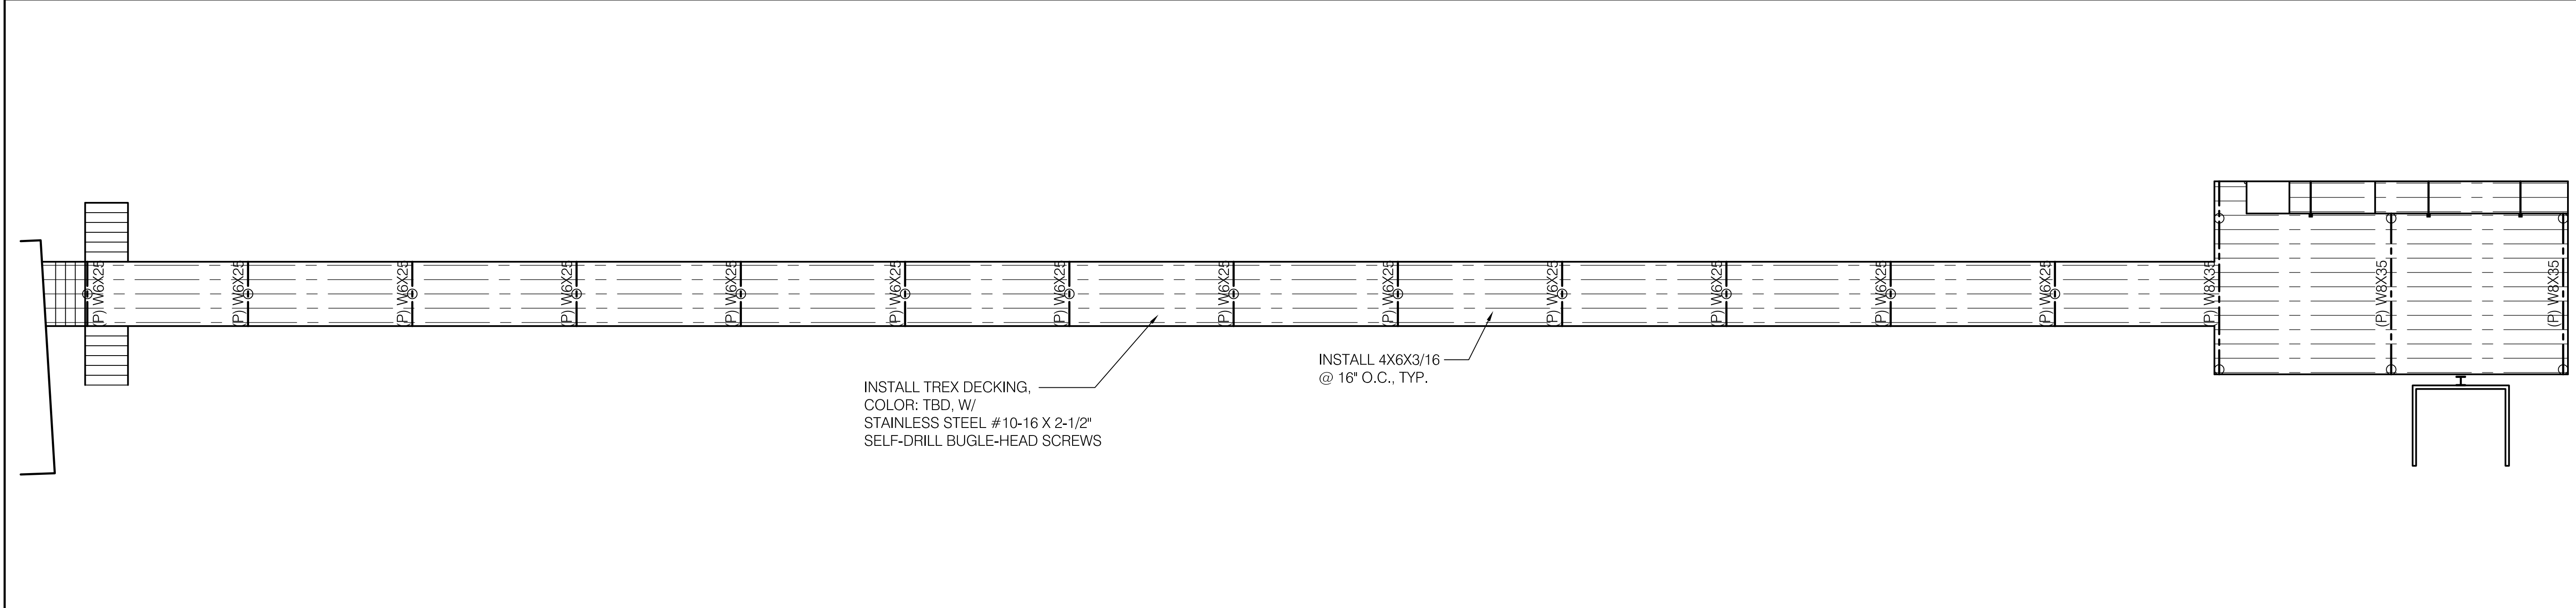 (P) W6X25
(P) W6X25
(P) W6X25
(P) W6X25
(P) W6X25
(P) W6X25
(P) W6X25
(P) W6X25
(P) W6X25
(P) W6X25
(P) W6X25
(P) W6X25
(P) W6X25
(P) W8X35
(P) W8X35
(P) W8X35
INSTALL TREX DECKING,
COLOR: TBD, W/
STAINLESS STEEL #10-16 X 2-1/2"
SELF-DRILL BUGLE-HEAD SCREWS
INSTALL 4X6X3/16
@ 16" O.C., TYP.